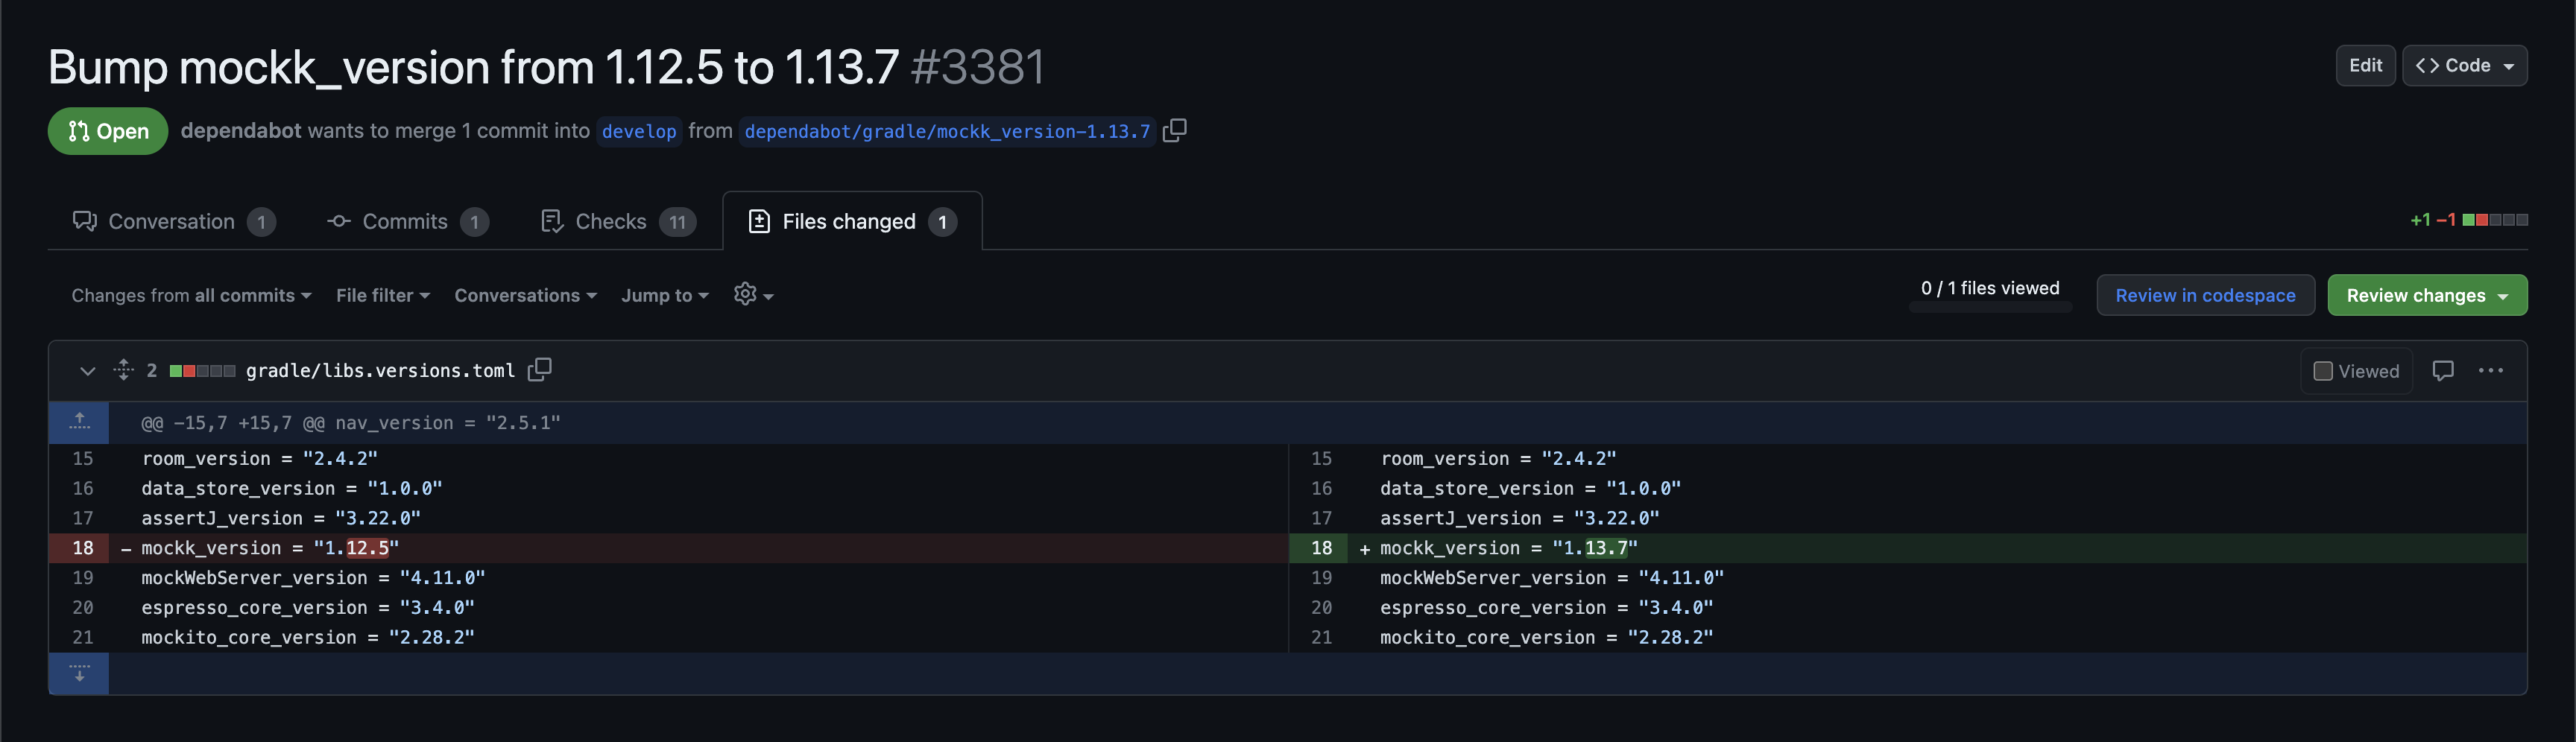 Bump mockk_version from 1.12.5 to 1.13.7 #3381
Edit
<> Code
Open
dependabot wants to merge 1 commit into develop from dependabot/gradle/mockk_version-1.13.7
Conversation 1
Commits 1
Checks 11
Files changed 1
+1 −1
Changes from all commits
File filter
Conversations
Jump to
0 / 1 files viewed
Review in codespace
Review changes
2 gradle/libs.versions.toml
Viewed
@@ -15,7 +15,7 @@ nav_version = "2.5.1"
15 room_version = "2.4.2"
16 data_store_version = "1.0.0"
17 assertJ_version = "3.22.0"
18 - mockk_version = "1.12.5"
19 mockWebServer_version = "4.11.0"
20 espresso_core_version = "3.4.0"
21 mockito_core_version = "2.28.2"
15 room_version = "2.4.2"
16 data_store_version = "1.0.0"
17 assertJ_version = "3.22.0"
18 + mockk_version = "1.13.7"
19 mockWebServer_version = "4.11.0"
20 espresso_core_version = "3.4.0"
21 mockito_core_version = "2.28.2"